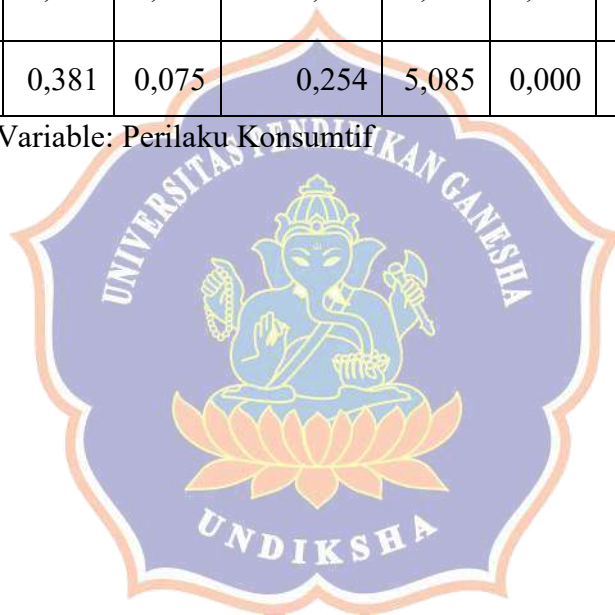 0,381 0,075 0,254 5,085 0,000
Variable: Perilaku Konsumtif
UNIVERSITAS PENDIDIKAN GANESHA
UNDIKSHA